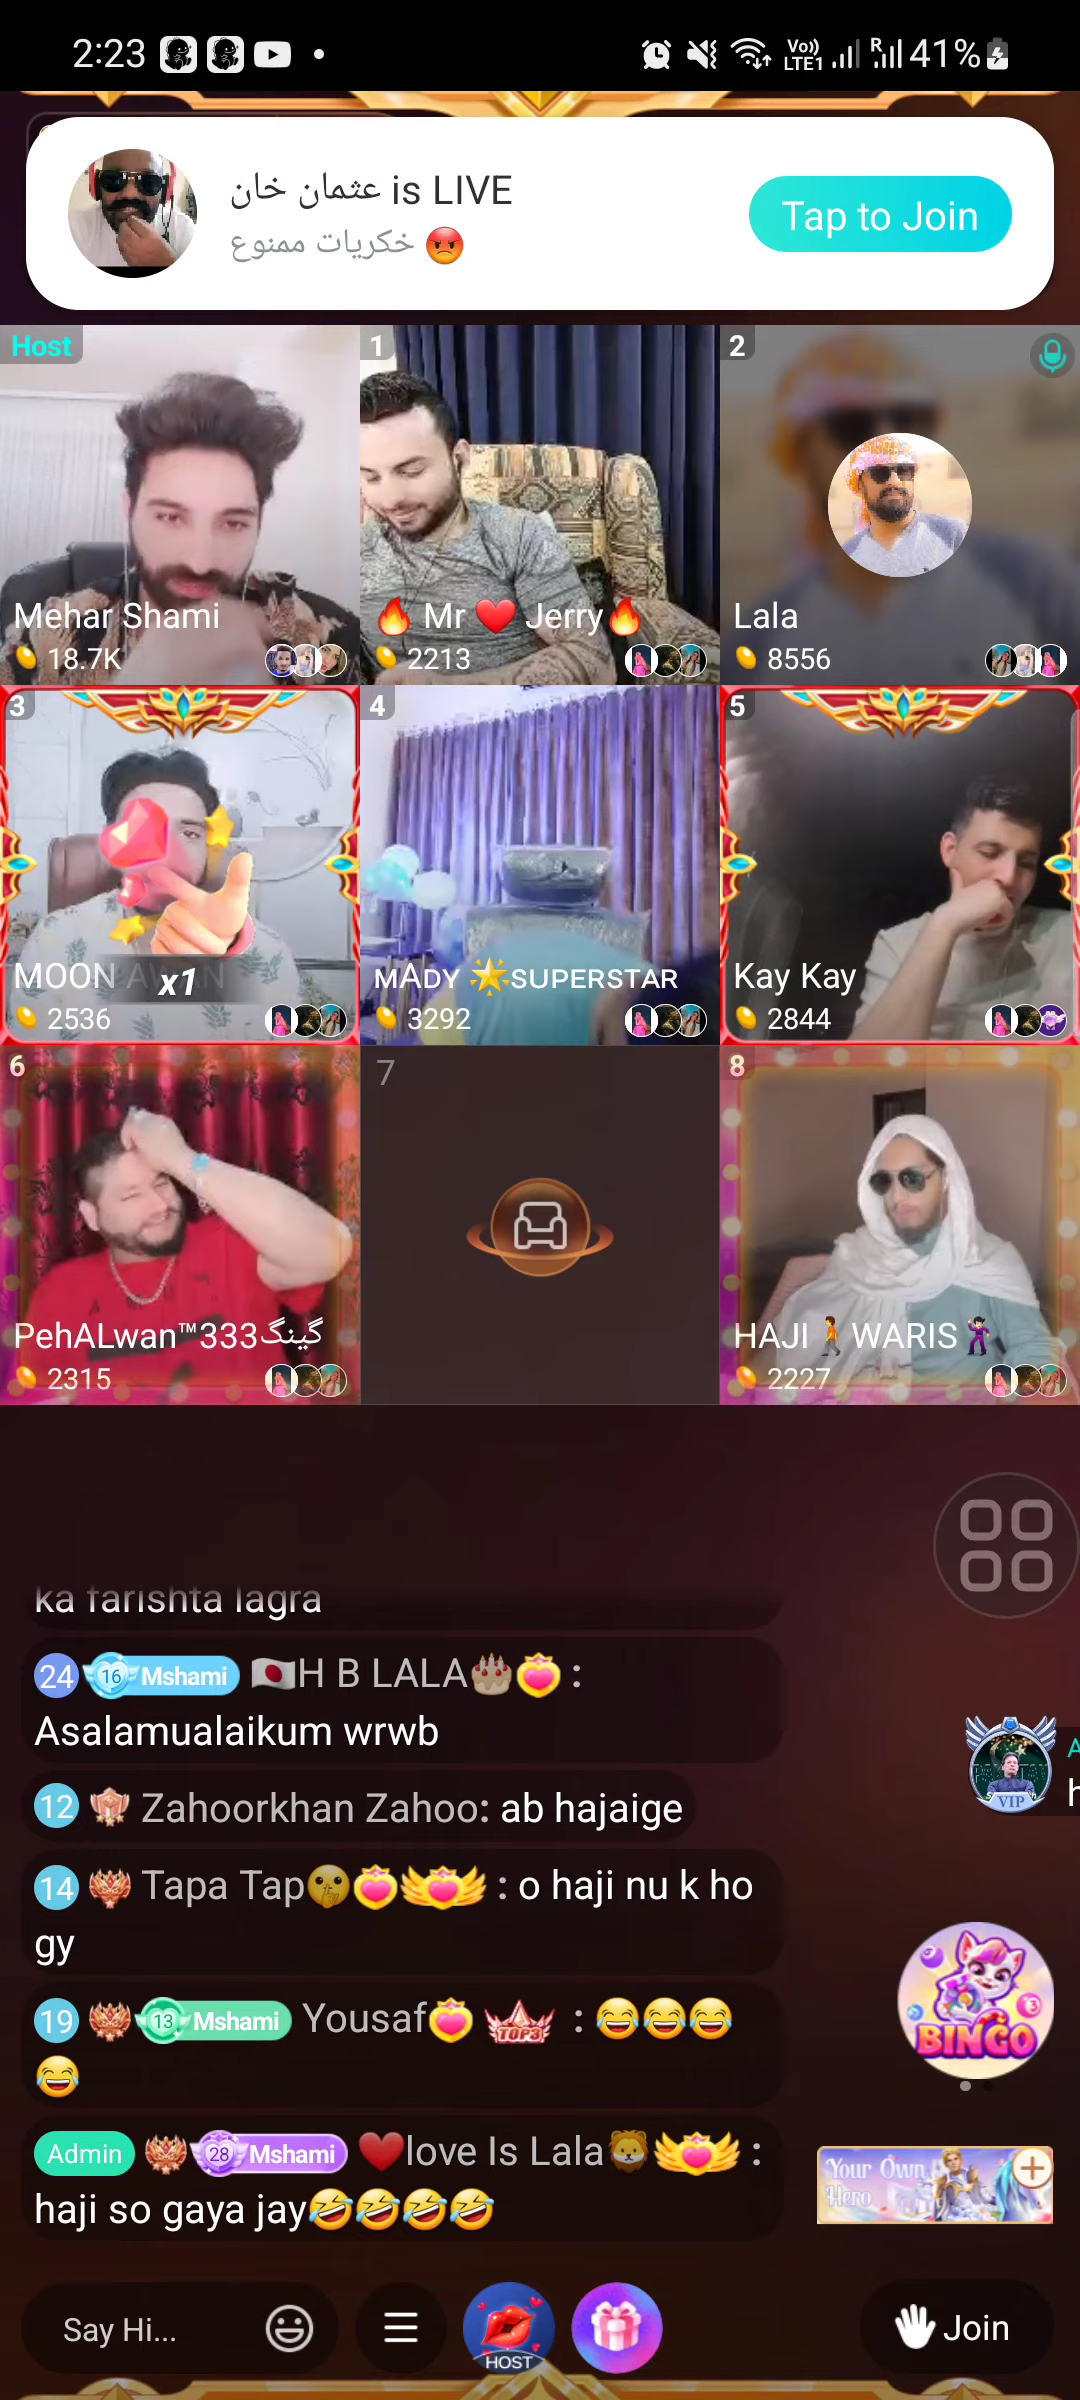 2:23
Vo)) LTE1 R 41%
عثمان خان is LIVE
خكريات ممنوع 😡
Tap to Join
Host
1
2
Mehar Shami
🔥 Mr ❤️ Jerry🔥
Lala
18.7K
2213
8556
3
4
5
MOON
x1
mADY 🌟SUPERSTAR
Kay Kay
2536
3292
2844
6
7
8
PehALwan™333گینگ
HAJI🚶WARIS🕺
2315
2227
ka farishta lagra
24 16 Mshami 🇯🇵H B LALA🎂 :
Asalamualaikum wrwb
12 Zahoorkhan Zahoo: ab hajaige
14 Tapa Tap🤫 : o haji nu k ho
gy
19 13 Mshami Yousaf TOP3 : 😂😂😂
😂
Admin 28 Mshami ❤️love Is Lala🦁 :
haji so gaya jay🤣🤣🤣🤣
VIP
BINGO
Your Own
Hero
Say Hi...
HOST
Join